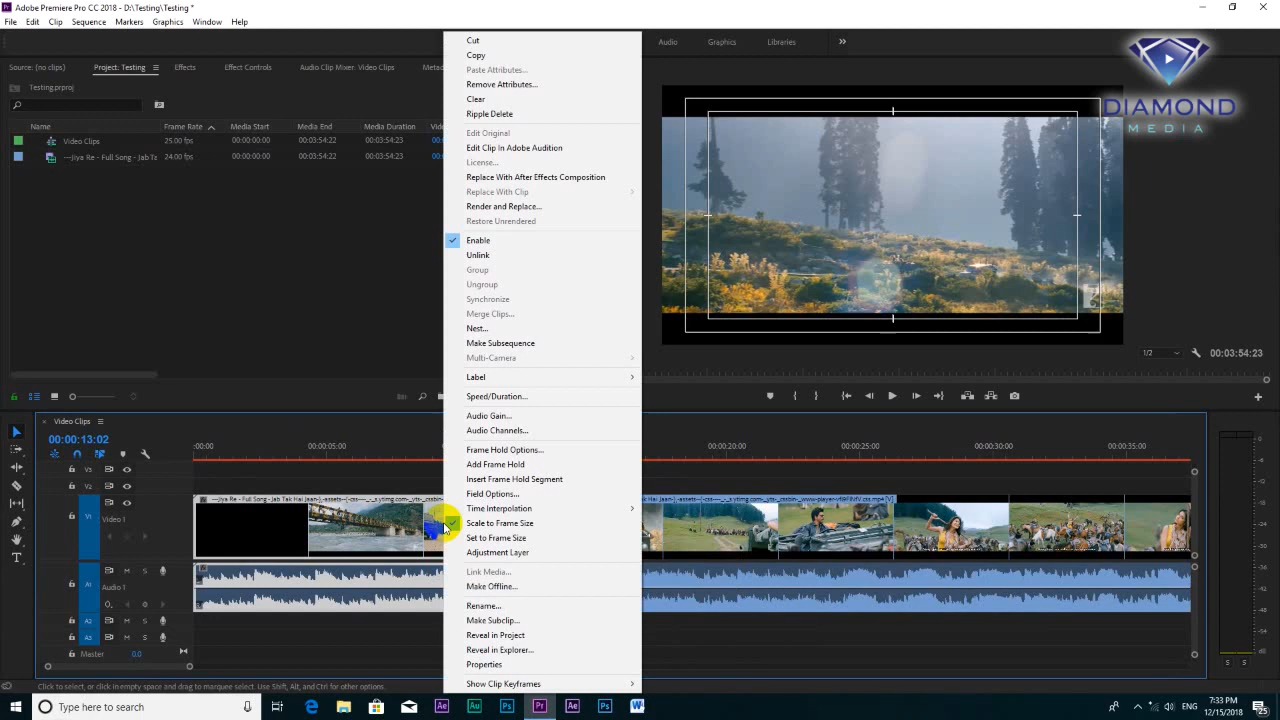 Adobe Premiere Pro CC 2018 - D:\Testing\Testing *
File Edit Clip Sequence Markers Graphics Window Help
Audio Graphics Libraries
DIAMOND
MEDIA
Source: (no clips) Project: Testing Effects Effect Controls Audio Clip Mixer: Video Clips
Testing.prproj
Name Frame Rate Media Start Media End Media Duration
Video Clips 25.00 fps 00:00:00:00 00:03:54:22 00:03:54:22
---Jiya Re - Full Song - Jab Ta 24.00 fps 00:00:00:00 00:03:54:22 00:03:54:22
Cut
Copy
Paste Attributes...
Remove Attributes...
Clear
Ripple Delete
Edit Original
Edit Clip In Adobe Audition
License...
Replace With After Effects Composition
Replace With Clip
Render and Replace...
Restore Unrendered
Enable
Unlink
Group
Ungroup
Synchronize
Merge Clips...
Nest...
Make Subsequence
Multi-Camera
Label
Speed/Duration...
Audio Gain...
Audio Channels...
Frame Hold Options...
Add Frame Hold
Insert Frame Hold Segment
Field Options...
Time Interpolation
Scale to Frame Size
Set to Frame Size
Adjustment Layer
Link Media...
Make Offline...
Rename...
Make Subclip...
Reveal in Project
Reveal in Explorer...
Properties
Show Clip Keyframes
1/2 00:03:54:23
Video Clips
00:00:13:02
:00:00 00:00:05:00 00:00:20:00 00:00:25:00 00:00:30:00 00:00:35:00
V3
V2
V1 Video 1
A1 M S
Audio 1
A2 M S
A3 M S
Master 0.0
S S
Click to select, or click in empty space and drag to marquee select. Use Shift, Alt, and Ctrl for other options.
Type here to search
ENG
7:33 PM
12/15/2018
25